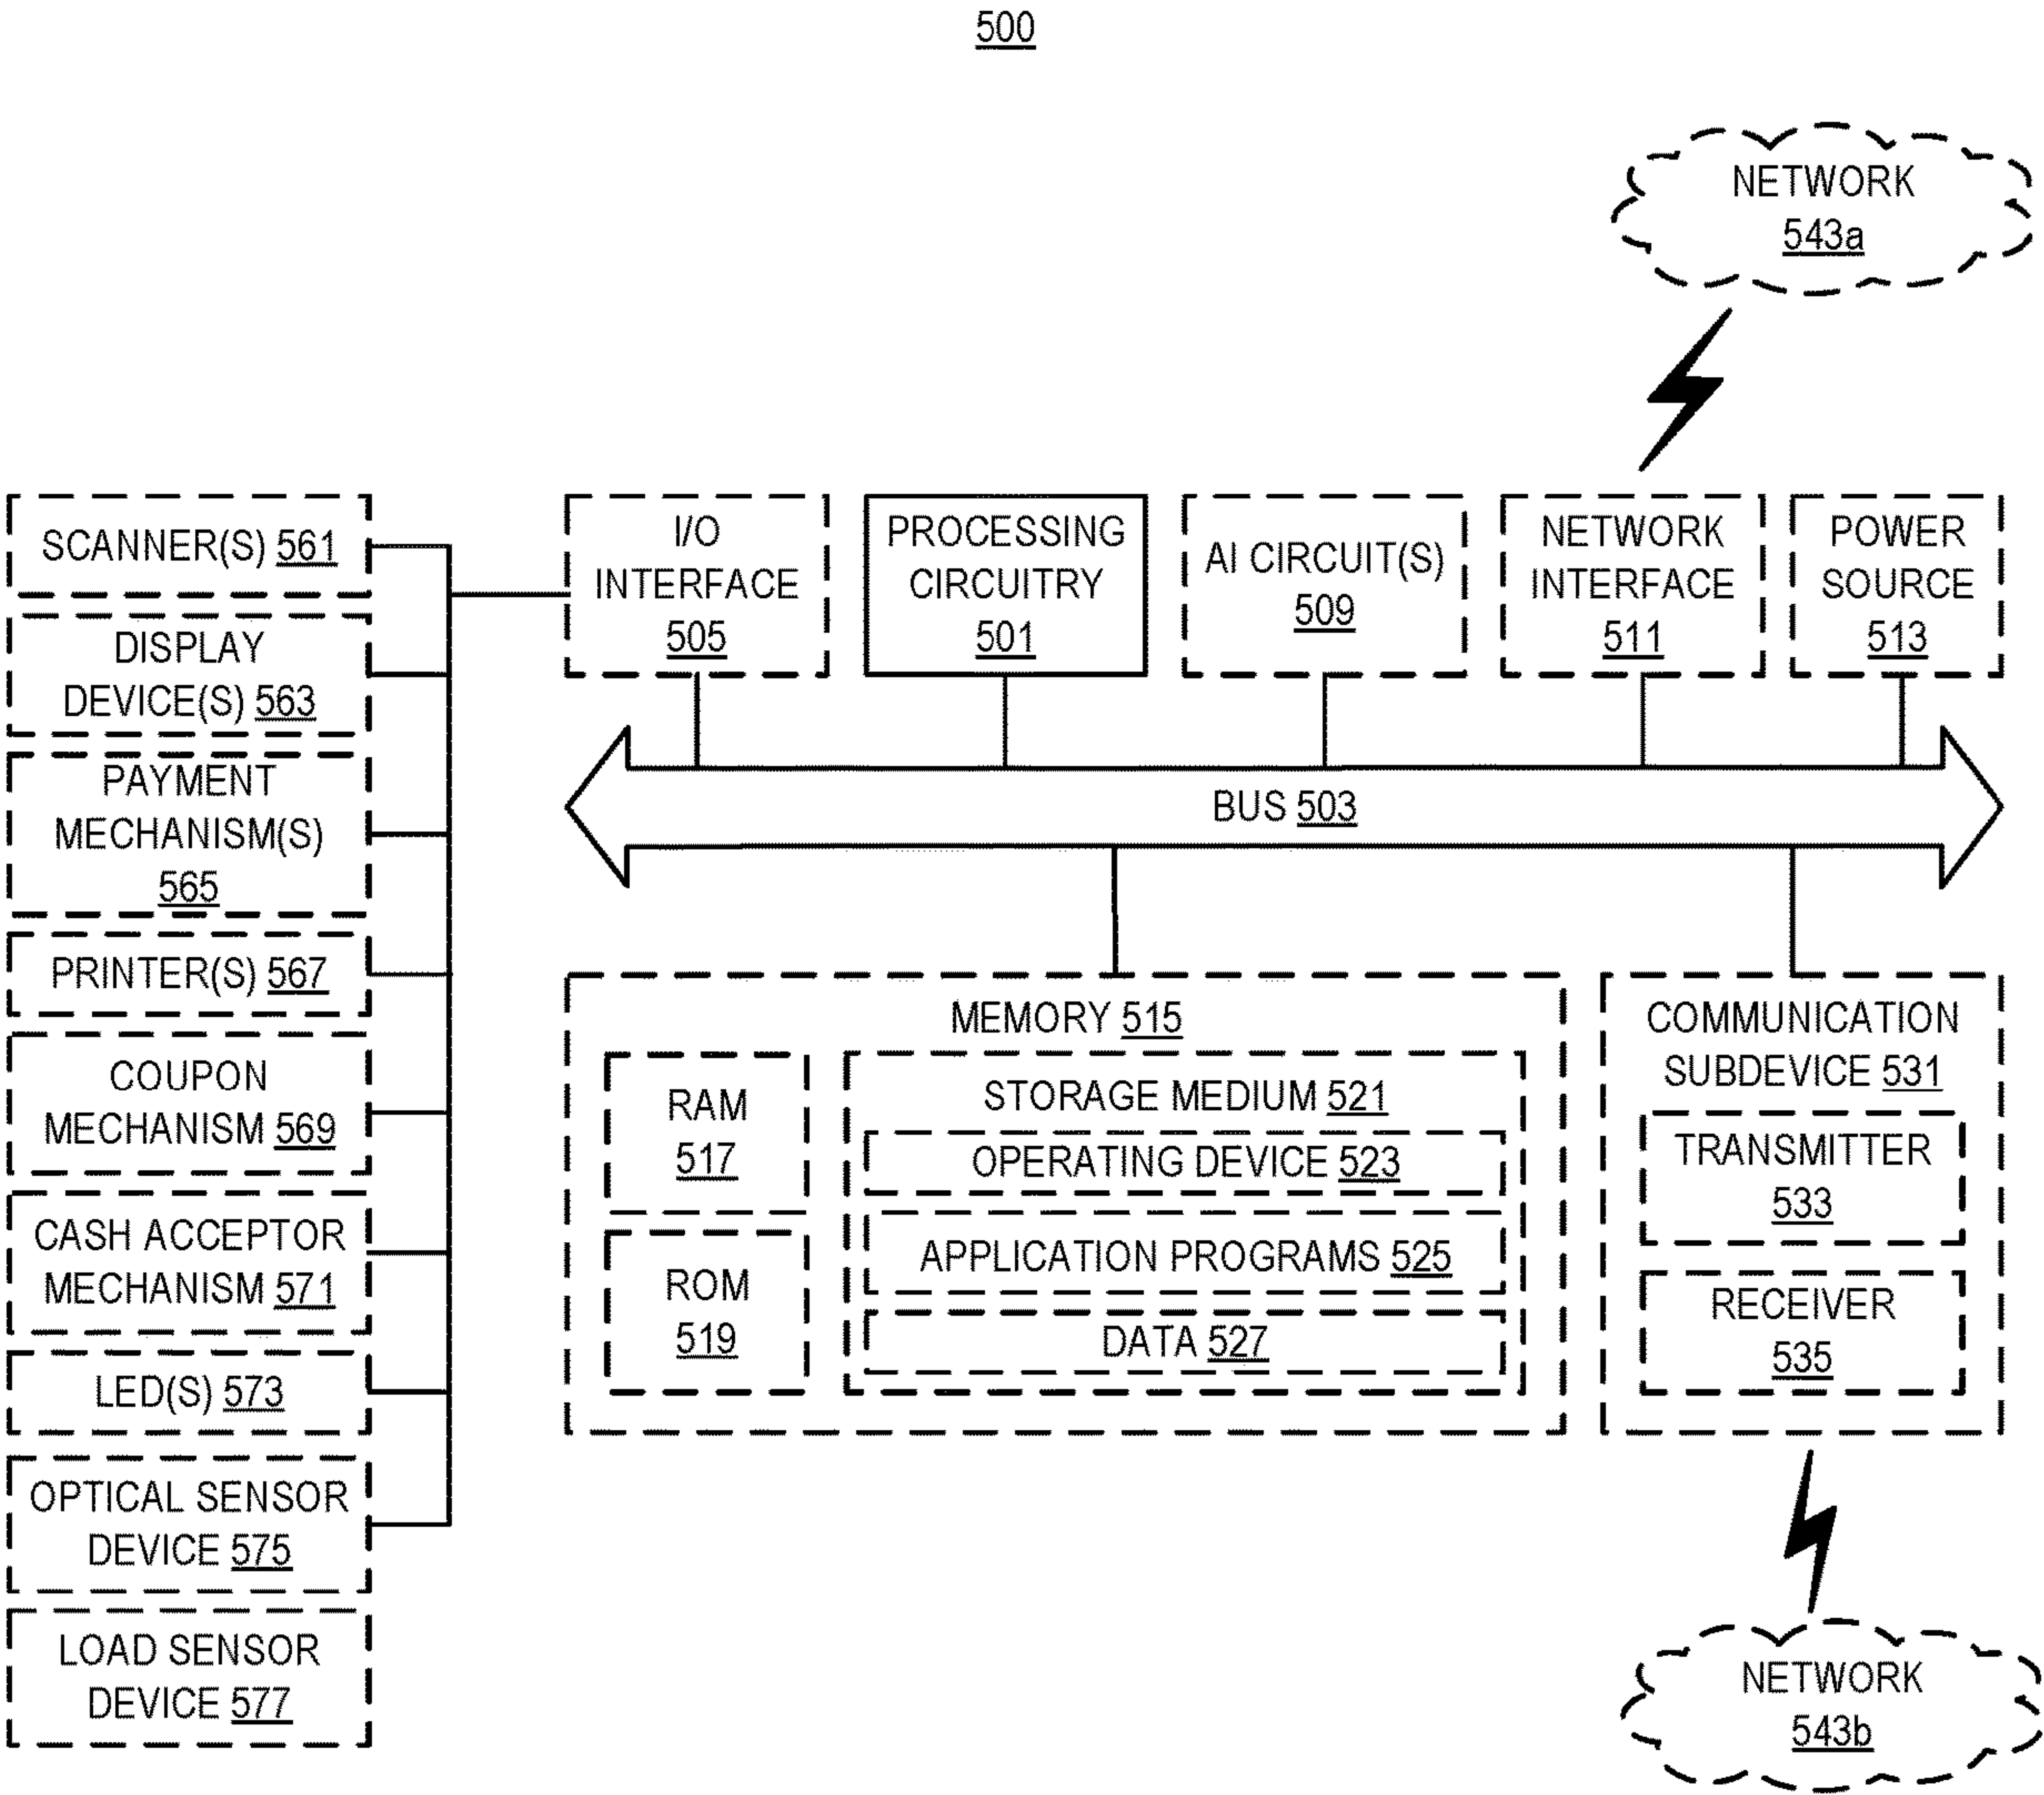 500
NETWORK
543a
SCANNER(S) 561
DISPLAY
DEVICE(S) 563
PAYMENT
MECHANISM(S)
565
PRINTER(S) 567
COUPON
MECHANISM 569
CASH ACCEPTOR
MECHANISM 571
LED(S) 573
OPTICAL SENSOR
DEVICE 575
LOAD SENSOR
DEVICE 577
I/O
INTERFACE
505
PROCESSING
CIRCUITRY
501
AI CIRCUIT(S)
509
NETWORK
INTERFACE
511
POWER
SOURCE
513
BUS 503
MEMORY 515
RAM
517
ROM
519
STORAGE MEDIUM 521
OPERATING DEVICE 523
APPLICATION PROGRAMS 525
DATA 527
COMMUNICATION
SUBDEVICE 531
TRANSMITTER
533
RECEIVER
535
NETWORK
543b